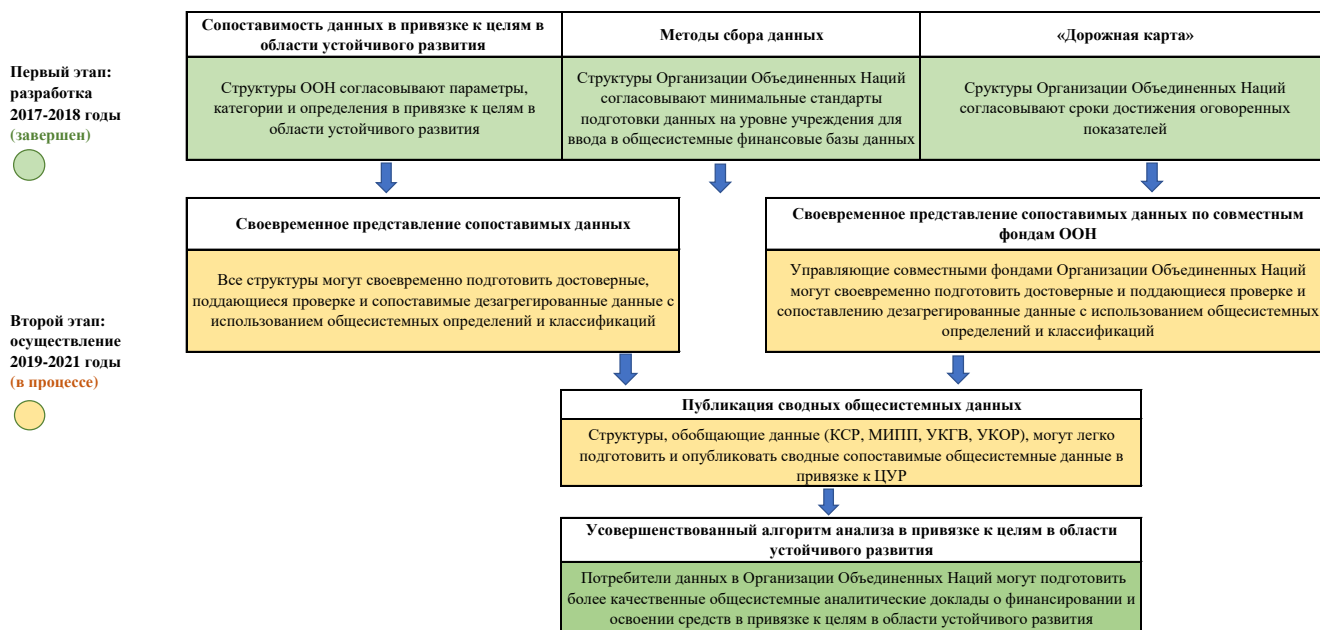 Сопоставимость данных в привязке к целям в
области устойчивого развития
Методы сбора данных
«Дорожная карта»
Первый этап:
разработка
2017-2018 годы
(завершен)
Структуры ООН согласовывают параметры,
категории и определения в привязке к целям в
области устойчивого развития
Структуры Организации Объединенных Наций
согласовывают минимальные стандарты
подготовки данных на уровне учреждения для
ввода в общесистемные финансовые базы данных
Сруктуры Организации Объединенных Наций
согласовывают сроки достижения оговоренных
показателей
Своевременное представление сопоставимых данных
Своевременное представление сопоставимых данных по совместным
фондам ООН
Второй этап:
осуществление
2019-2021 годы
(в процессе)
Все структуры могут своевременно подготовить достоверные,
поддающиеся проверке и сопоставимые дезагрегированные данные с
использованием общесистемных определений и классификаций
Управляющие совместными фондами Организации Объединенных Наций
могут своевременно подготовить достоверные и поддающиеся проверке и
сопоставлению дезагрегированные данные с использованием общесистемных
определений и классификаций
Публикация сводных общесистемных данных
Структуры, обобщающие данные (КСР, МИПП, УКГВ, УКОР), могут легко
подготовить и опубликовать сводные сопоставимые общесистемные данные в
привязке к ЦУР
Усовершенствованный алгоритм анализа в привязке к целям в области
устойчивого развития
Потребители данных в Организации Объединенных Наций могут подготовить
более качественные общесистемные аналитические доклады о финансировании и
освоении средств в привязке к целям в области устойчивого развития